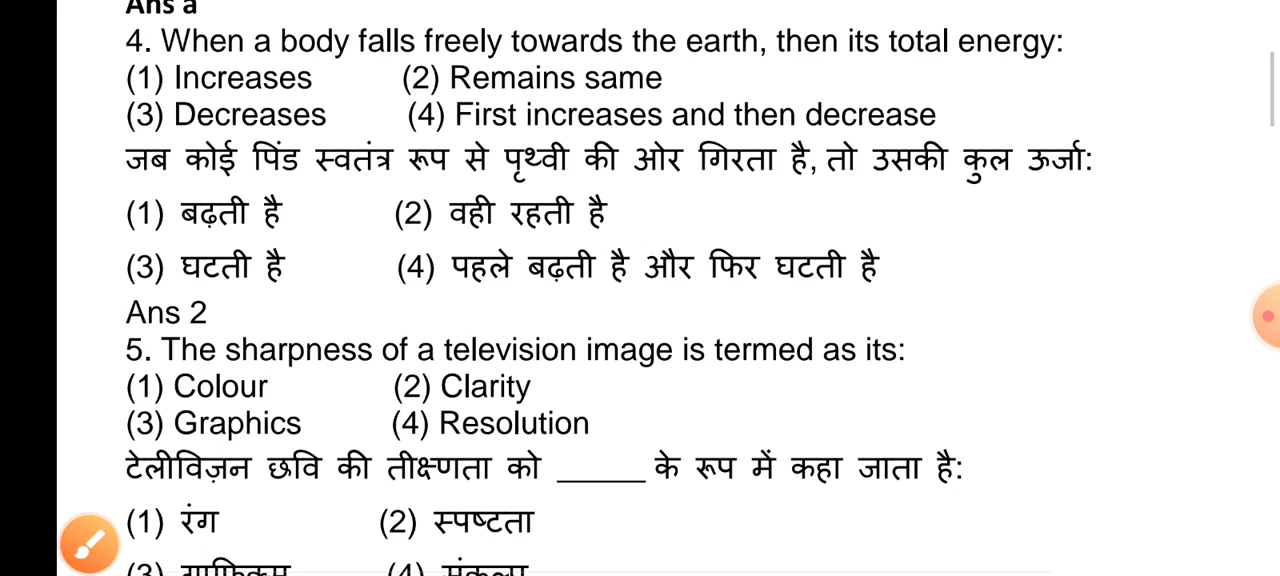 Ans a
4. When a body falls freely towards the earth, then its total energy:
(1) Increases (2) Remains same
(3) Decreases (4) First increases and then decrease
जब कोई पिंड स्वतंत्र रूप से पृथ्वी की ओर गिरता है, तो उसकी कुल ऊर्जा:
(1) बढ़ती है (2) वही रहती है
(3) घटती है (4) पहले बढ़ती है और फिर घटती है
Ans 2
5. The sharpness of a television image is termed as its:
(1) Colour (2) Clarity
(3) Graphics (4) Resolution
टेलीविज़न छवि की तीक्ष्णता को ______ के रूप में कहा जाता है:
(1) रंग (2) स्पष्टता
(3) (4)